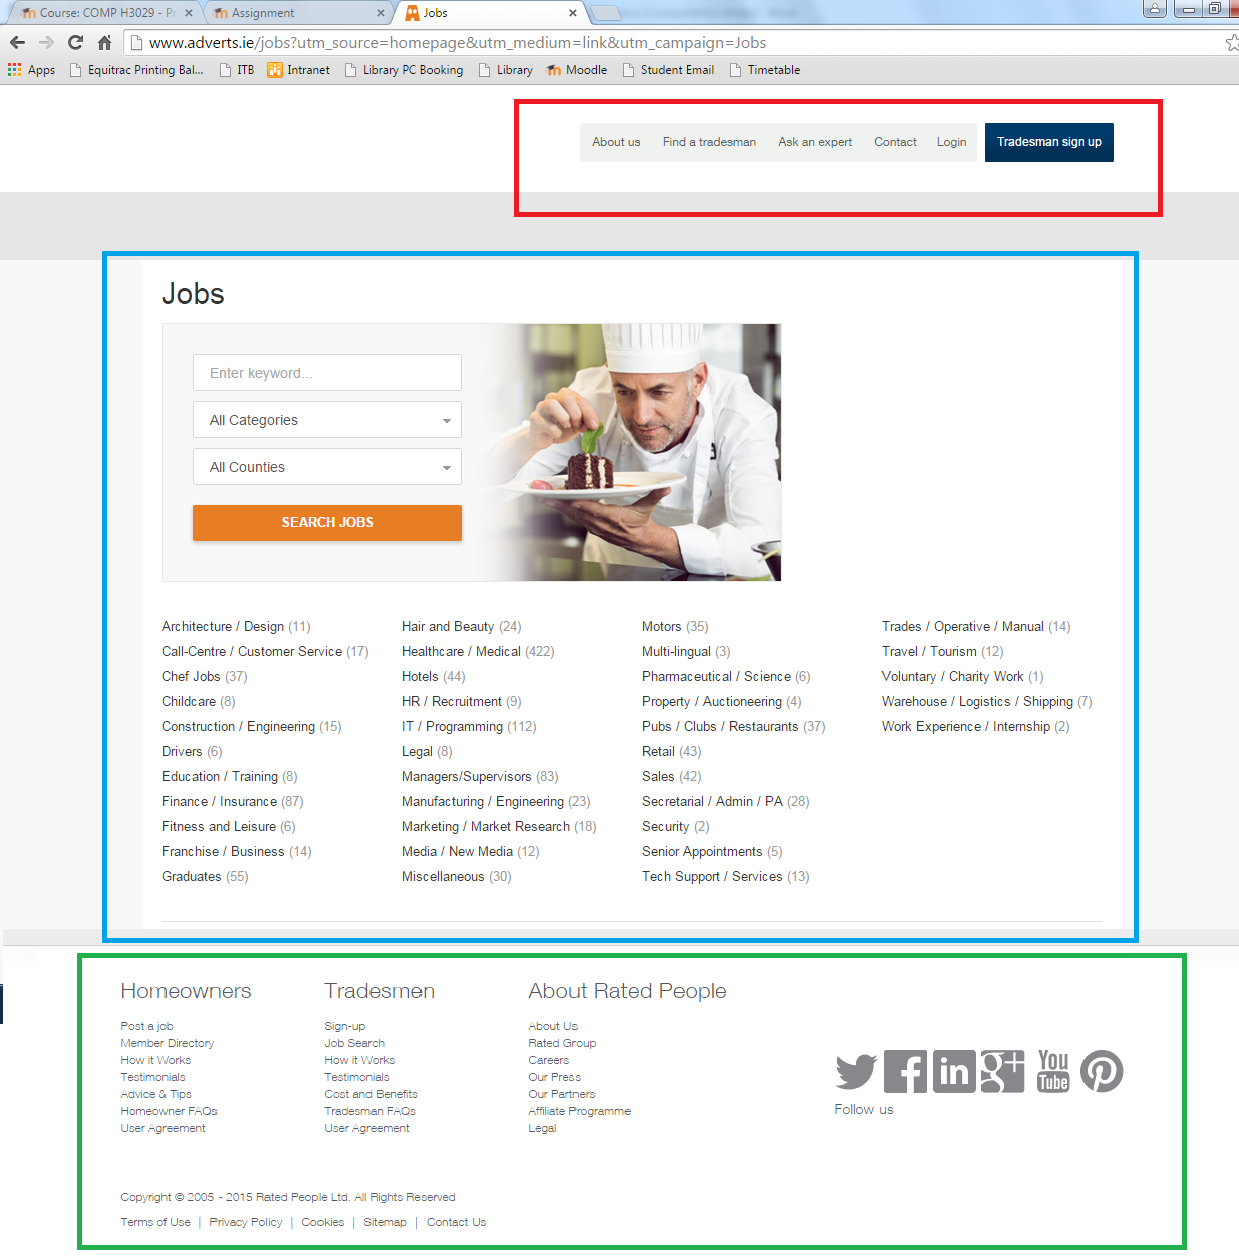 Course: COMP H3029 - Pr
Assignment
Jobs
www.adverts.ie/jobs?utm_source=homepage&utm_medium=link&utm_campaign=Jobs
Apps Equitrac Printing Bal... ITB Intranet Library PC Booking Library Moodle Student Email Timetable
About us Find a tradesman Ask an expert Contact Login Tradesman sign up
Jobs
Enter keyword...
All Categories
All Counties
SEARCH JOBS
Architecture / Design (11)
Call-Centre / Customer Service (17)
Chef Jobs (37)
Childcare (8)
Construction / Engineering (15)
Drivers (6)
Education / Training (8)
Finance / Insurance (87)
Fitness and Leisure (6)
Franchise / Business (14)
Graduates (55)
Hair and Beauty (24)
Healthcare / Medical (422)
Hotels (44)
HR / Recruitment (9)
IT / Programming (112)
Legal (8)
Managers/Supervisors (83)
Manufacturing / Engineering (23)
Marketing / Market Research (18)
Media / New Media (12)
Miscellaneous (30)
Motors (35)
Multi-lingual (3)
Pharmaceutical / Science (6)
Property / Auctioneering (4)
Pubs / Clubs / Restaurants (37)
Retail (43)
Sales (42)
Secretarial / Admin / PA (28)
Security (2)
Senior Appointments (5)
Tech Support / Services (13)
Trades / Operative / Manual (14)
Travel / Tourism (12)
Voluntary / Charity Work (1)
Warehouse / Logistics / Shipping (7)
Work Experience / Internship (2)
Homeowners
Post a job
Member Directory
How it Works
Testimonials
Advice & Tips
Homeowner FAQs
User Agreement
Tradesmen
Sign-up
Job Search
How it Works
Testimonials
Cost and Benefits
Tradesman FAQs
User Agreement
About Rated People
About Us
Rated Group
Careers
Our Press
Our Partners
Affiliate Programme
Legal
You
Tube
Follow us
Copyright © 2005 - 2015 Rated People Ltd. All Rights Reserved
Terms of Use | Privacy Policy | Cookies | Sitemap | Contact Us